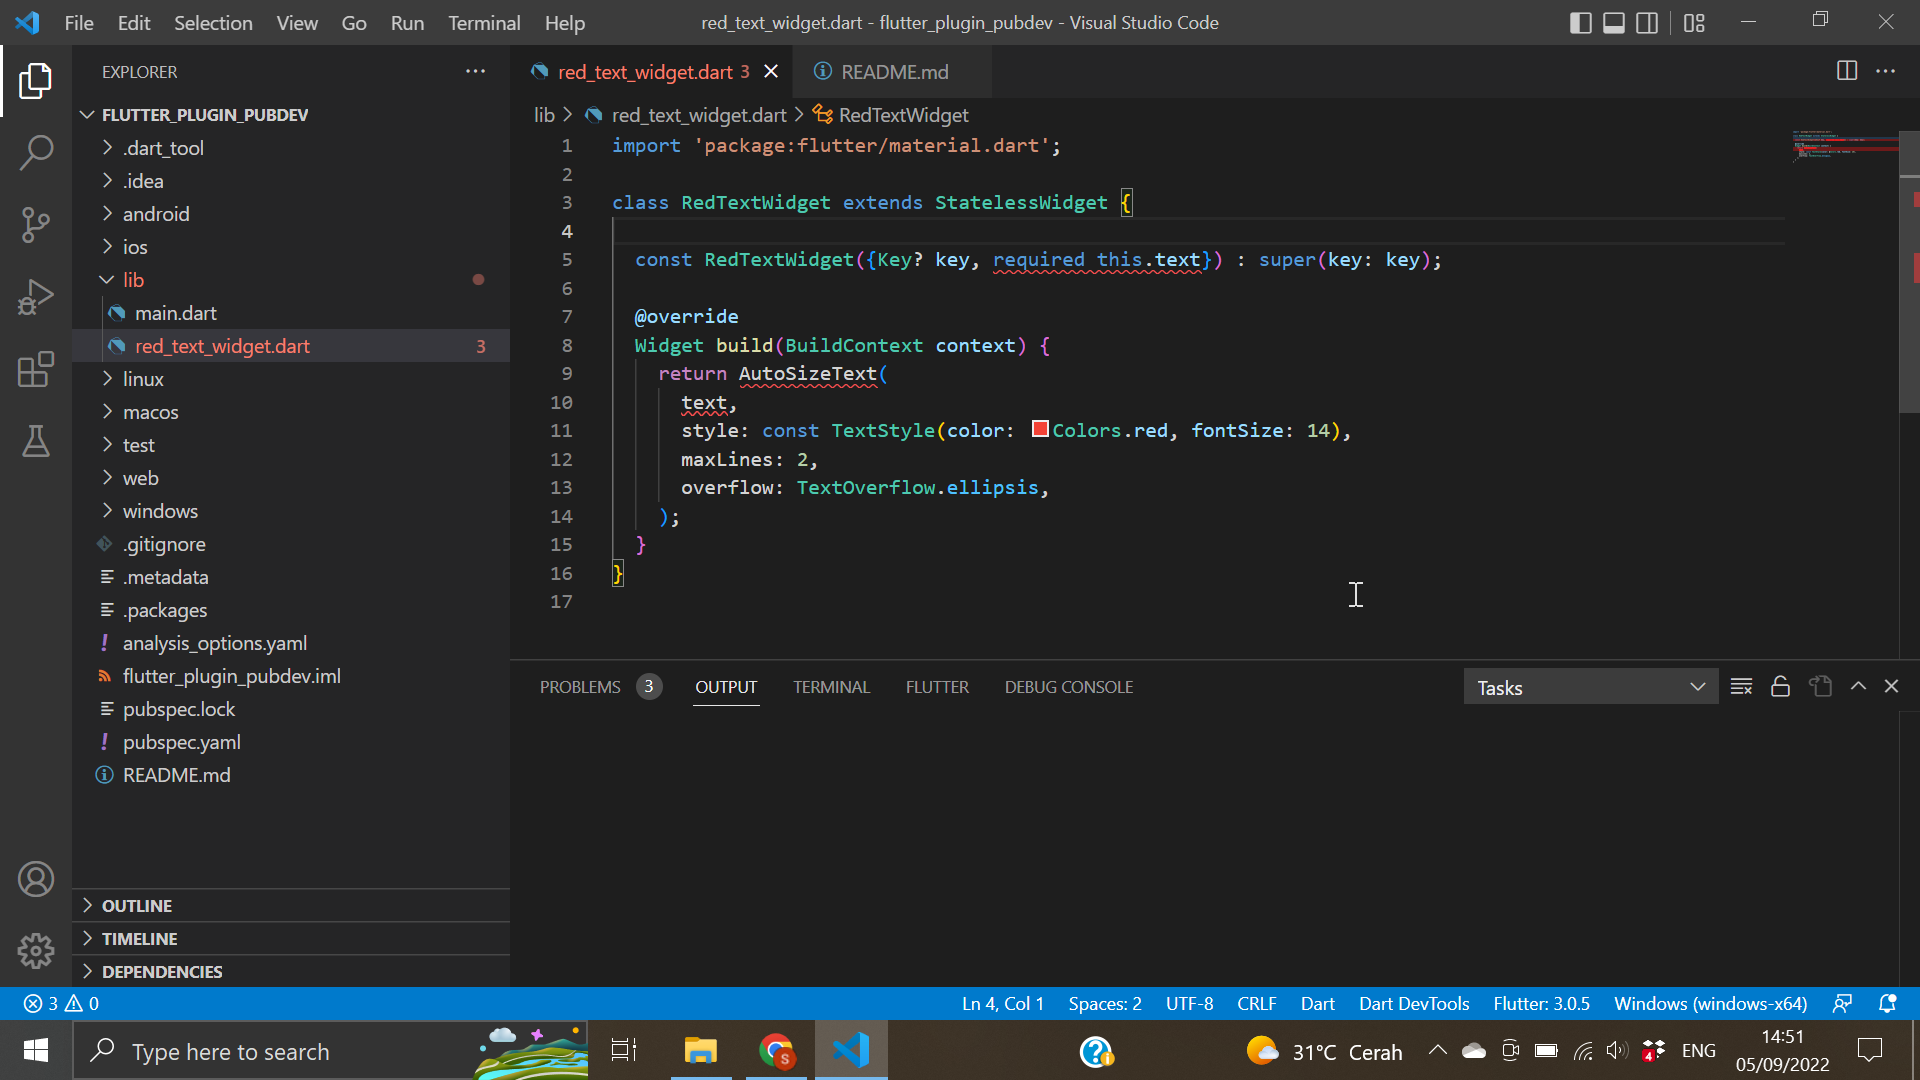 File Edit Selection View Go Run Terminal Help
red_text_widget.dart - flutter_plugin_pubdev - Visual Studio Code
EXPLORER
FLUTTER_PLUGIN_PUBDEV
.dart_tool
.idea
android
ios
lib
main.dart
red_text_widget.dart 3
linux
macos
test
web
windows
.gitignore
.metadata
.packages
analysis_options.yaml
flutter_plugin_pubdev.iml
pubspec.lock
pubspec.yaml
README.md
OUTLINE
TIMELINE
DEPENDENCIES
red_text_widget.dart 3
README.md
lib > red_text_widget.dart > RedTextWidget
1 import 'package:flutter/material.dart';
2
3 class RedTextWidget extends StatelessWidget {
4
5 const RedTextWidget({Key? key, required this.text}) : super(key: key);
6
7 @override
8 Widget build(BuildContext context) {
9 return AutoSizeText(
10 text,
11 style: const TextStyle(color: Colors.red, fontSize: 14),
12 maxLines: 2,
13 overflow: TextOverflow.ellipsis,
14 );
15 }
16 }
17
PROBLEMS 3 OUTPUT TERMINAL FLUTTER DEBUG CONSOLE
Tasks
3 0
Ln 4, Col 1 Spaces: 2 UTF-8 CRLF Dart Dart DevTools Flutter: 3.0.5 Windows (windows-x64)
Type here to search
S
31°C Cerah
4
ENG
14:51
05/09/2022